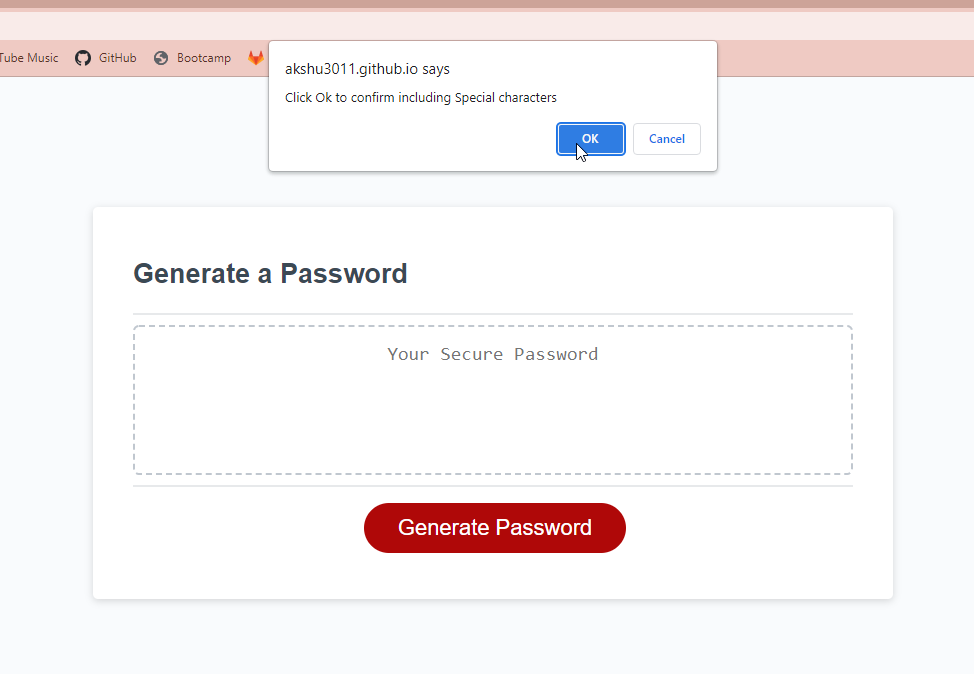 Tube Music GitHub Bootcamp
akshu3011.github.io says
Click Ok to confirm including Special characters
OK Cancel
Generate a Password
Your Secure Password
Generate Password